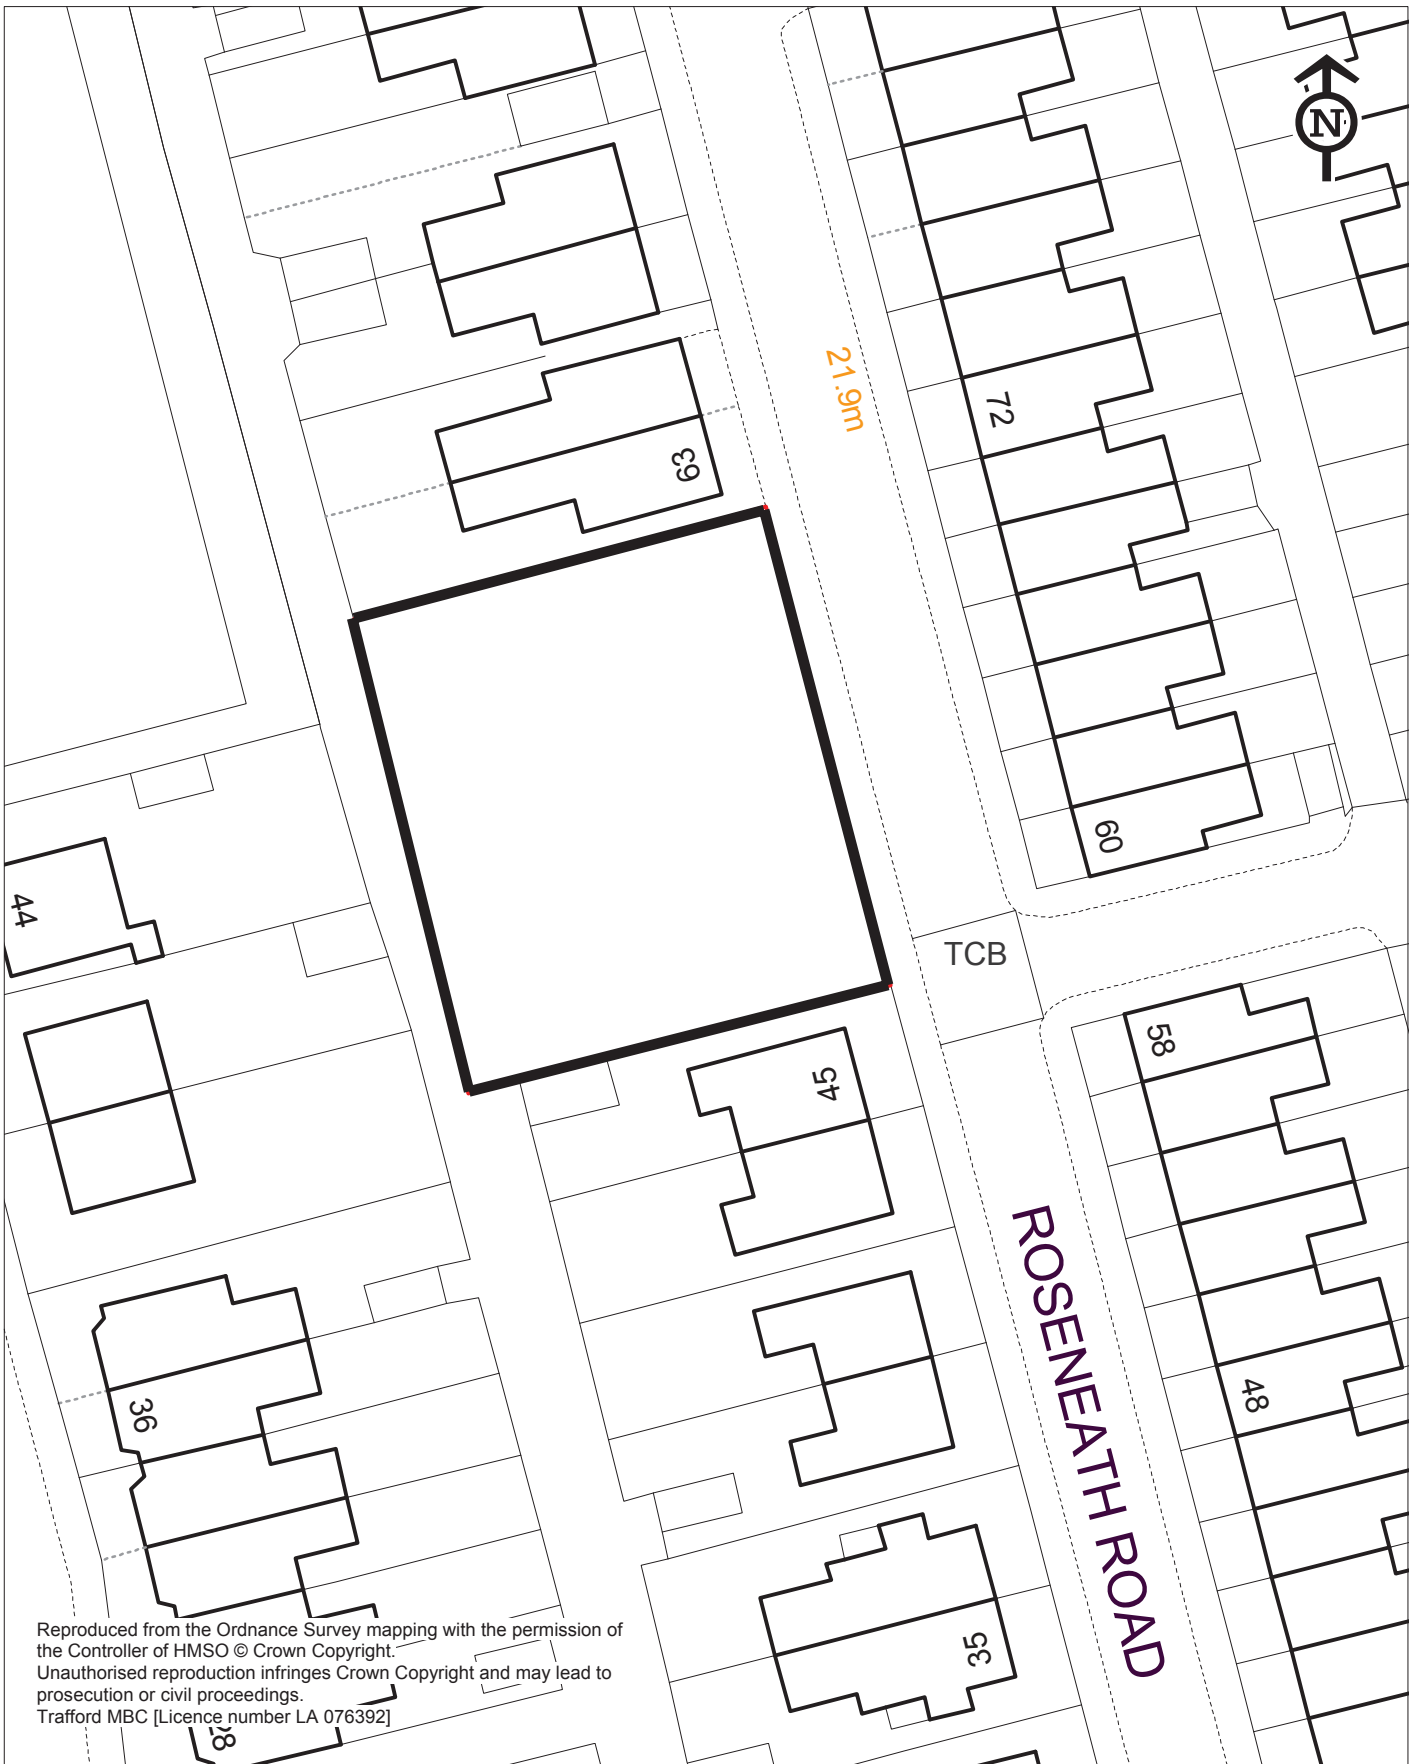 N
21.9m
72
63
60
44
TCB
58
45
ROSENEATH ROAD
36
48
35
Reproduced from the Ordnance Survey mapping with the permission of
the Controller of HMSO © Crown Copyright.
Unauthorised reproduction infringes Crown Copyright and may lead to
prosecution or civil proceedings.
Trafford MBC [Licence number LA 076392]